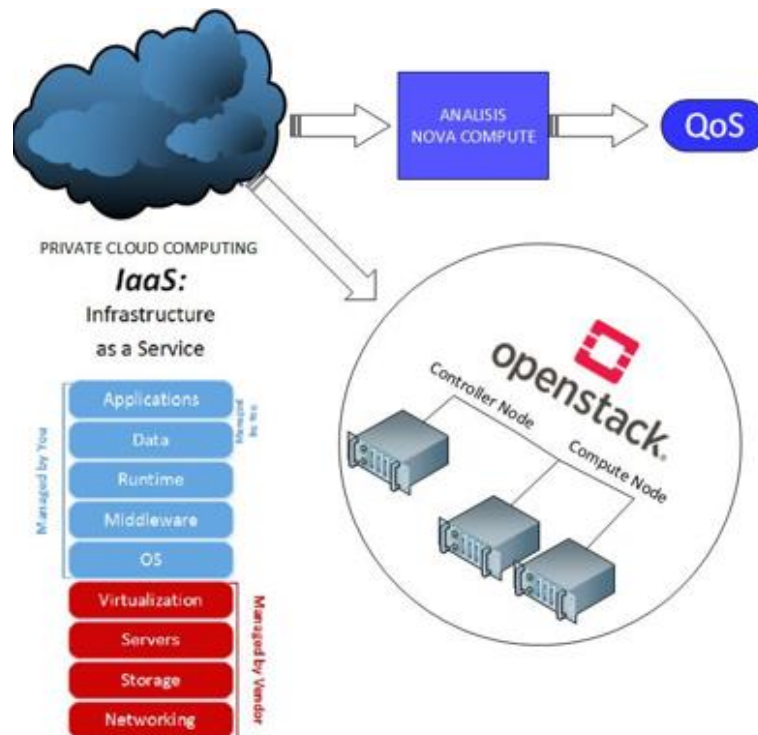 ANALISIS
NOVA COMPUTE
QoS
PRIVATE CLOUD COMPUTING
IaaS:
Infrastructure
as a Service
Applications
Data
Runtime
Middleware
OS
Virtualization
Servers
Storage
Networking
Managed by You
Managed by Vendor
openstack
Controller Node
Compute Node